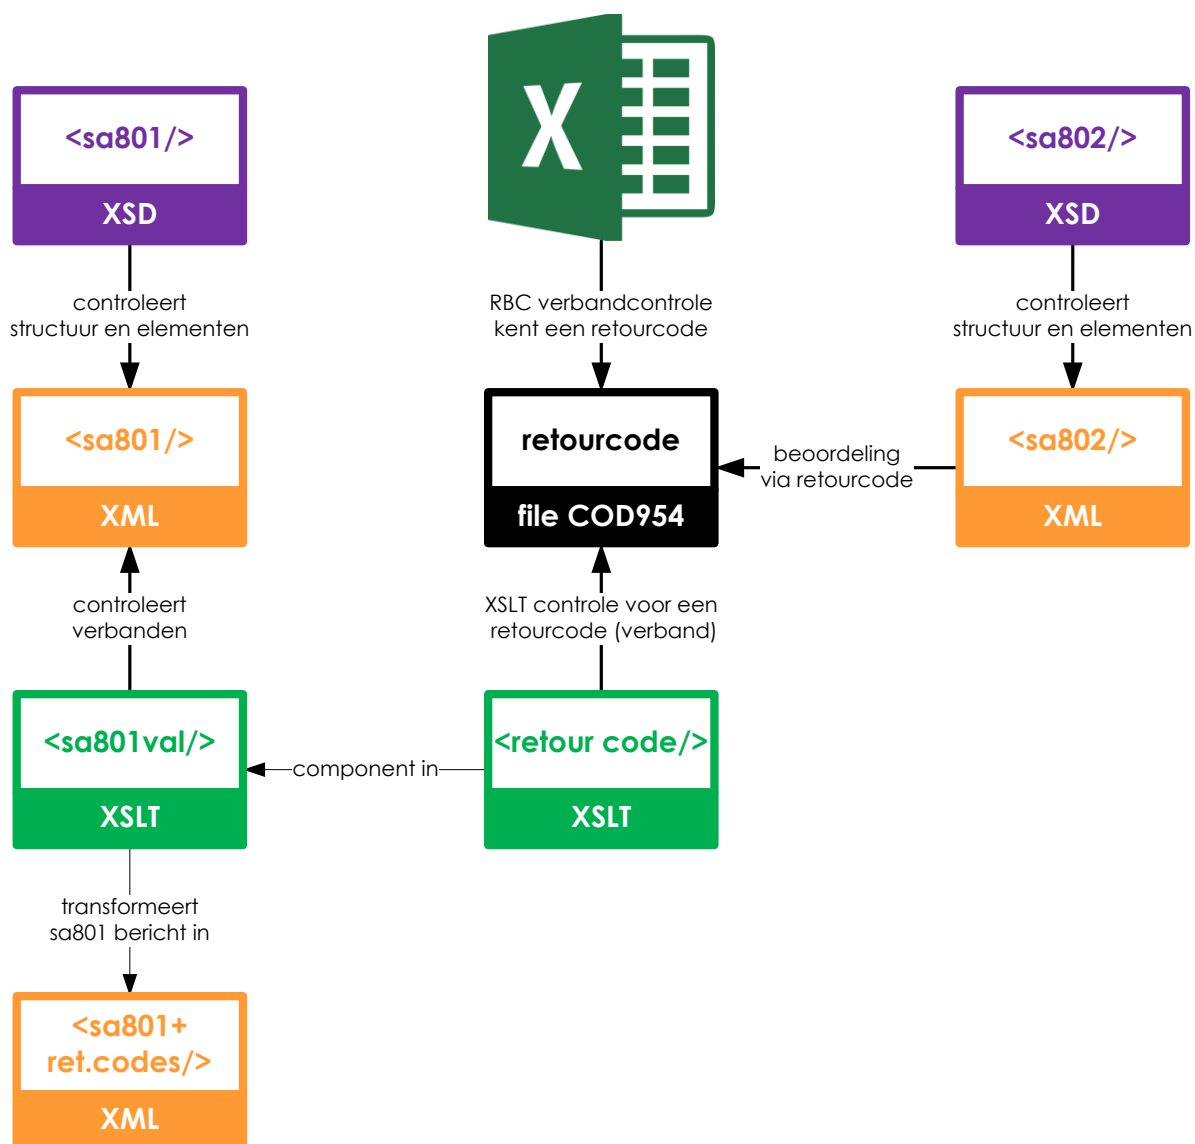 X
<sa801/>
XSD
<sa802/>
XSD
controleert
structuur en elementen
RBC verbandcontrole
kent een retourcode
controleert
structuur en elementen
<sa801/>
XML
retourcode
file COD954
beoordeling
via retourcode
<sa802/>
XML
controleert
verbanden
XSLT controle voor een
retourcode (verband)
<sa801val/>
XSLT
component in
<retour code/>
XSLT
transformeert
sa801 bericht in
<sa801+
ret.codes/>
XML